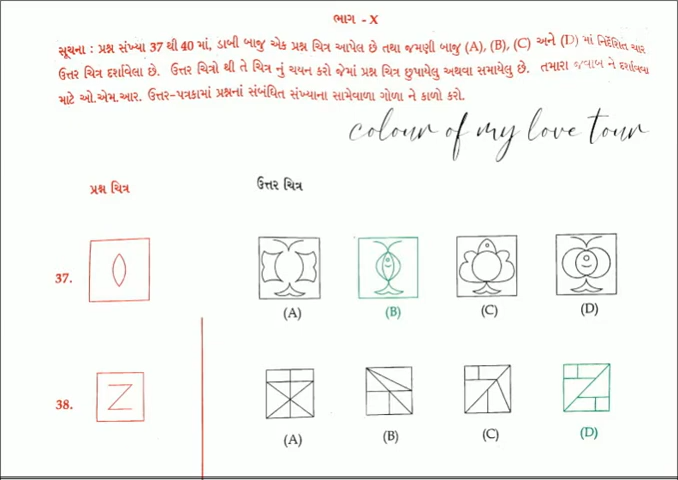 ભાગ - X
સૂચના : પ્રશ્ન સંખ્યા 37 થી 40 માં, ડાબી બાજુ એક પ્રશ્ન ચિત્ર આપેલ છે તથા જમણી બાજુ (A), (B), (C) અને (D) માં નિર્દેશિત ચાર
ઉત્તર ચિત્ર દર્શાવેલા છે. ઉત્તર ચિત્રો થી તે ચિત્ર નું ચયન કરો જેમાં પ્રશ્ન ચિત્ર છુપાયેલુ અથવા સમાયેલુ છે. તમારા જવાબ ને દર્શાવવા
માટે ઓ.એમ.આર. ઉત્તર-પત્રકામાં પ્રશ્નનાં સંબંધિત સંખ્યાના સામેવાળા ગોળા ને કાળો કરો.
colour of my love tour
પ્રશ્ન ચિત્ર ઉત્તર ચિત્ર
37.
(A) (B) (C) (D)
38.
(A) (B) (C) (D)